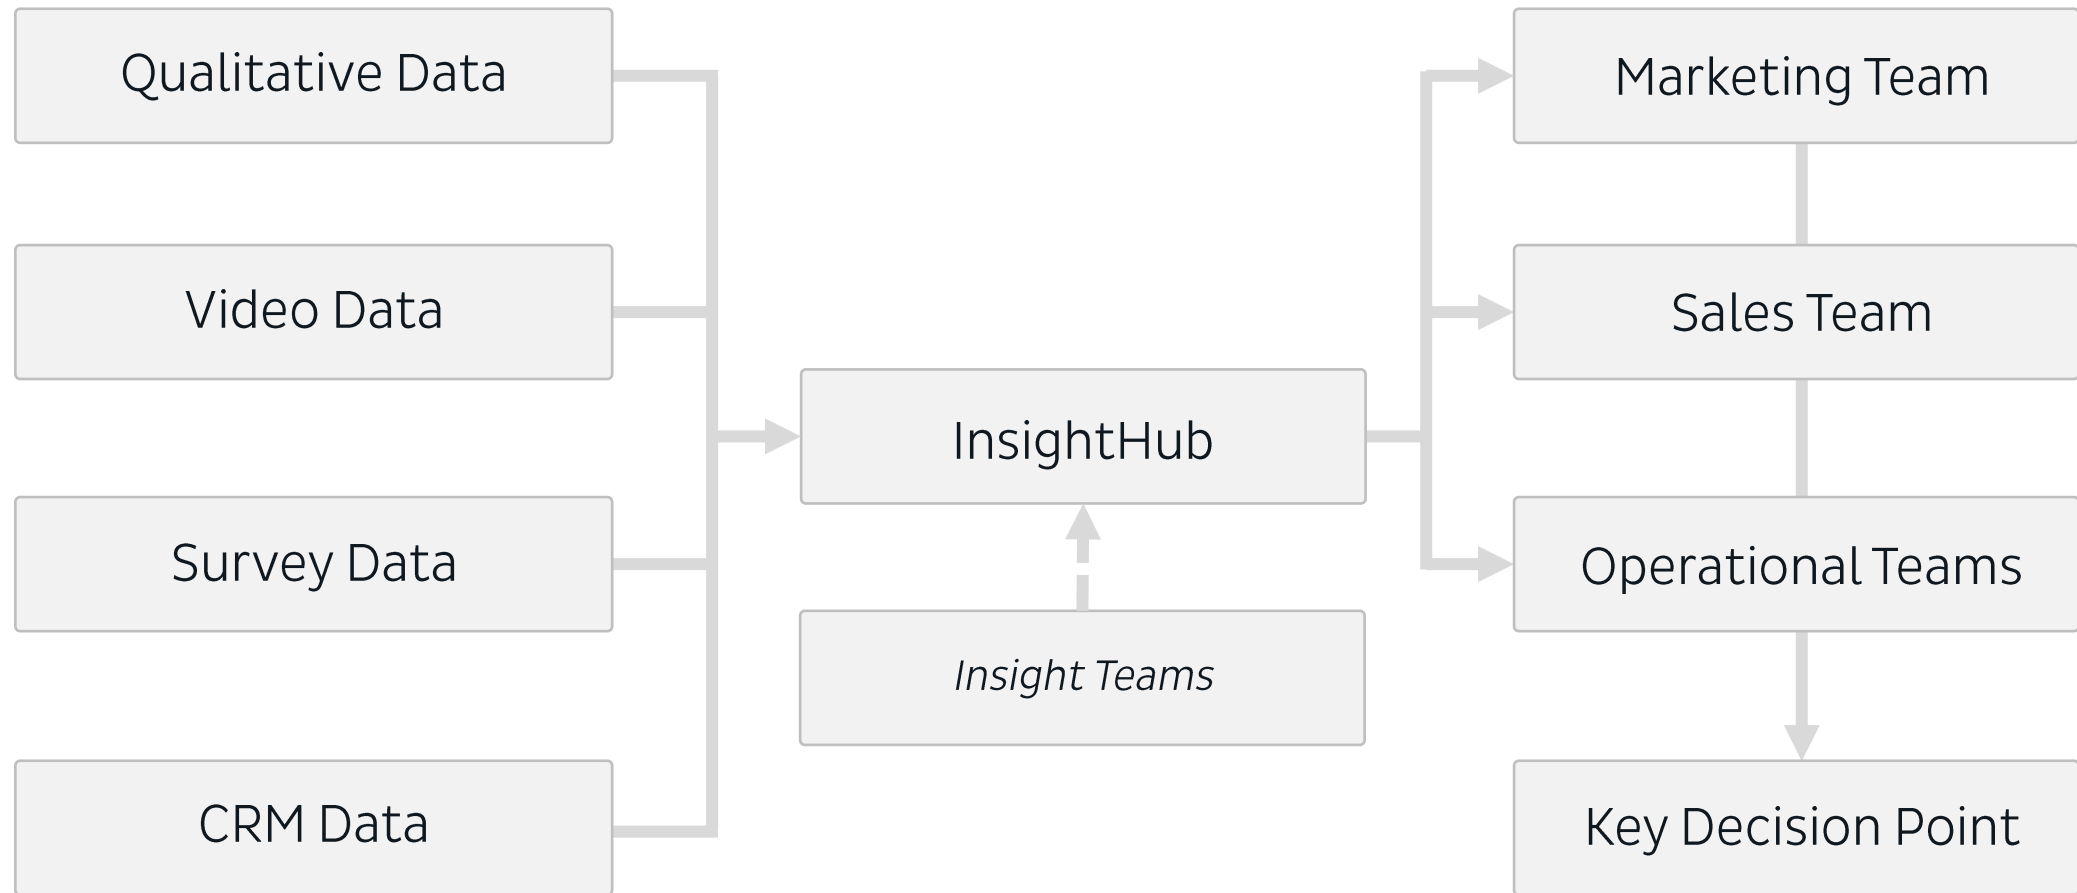 Qualitative Data
Video Data
Survey Data
CRM Data
InsightHub
Insight Teams
Marketing Team
Sales Team
Operational Teams
Key Decision Point